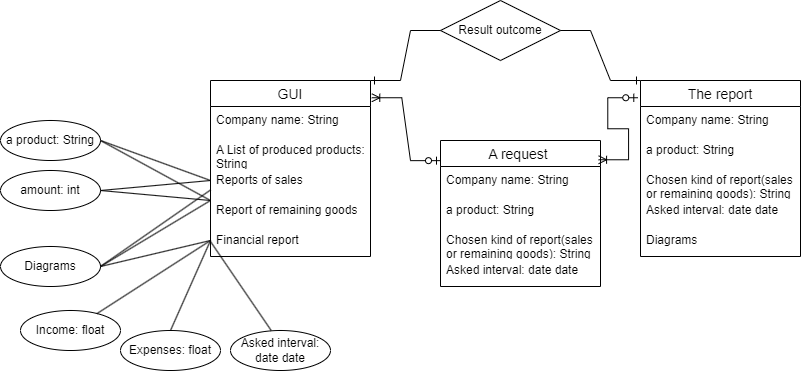 Result outcome
GUI
Company name: String
A List of produced products:
String
Reports of sales
Report of remaining goods
Financial report
a product: String
amount: int
Diagrams
Income: float
Expenses: float
Asked interval:
date date
A request
Company name: String
a product: String
Chosen kind of report(sales
or remaining goods): String
Asked interval: date date
The report
Company name: String
a product: String
Chosen kind of report(sales
or remaining goods): String
Asked interval: date date
Diagrams